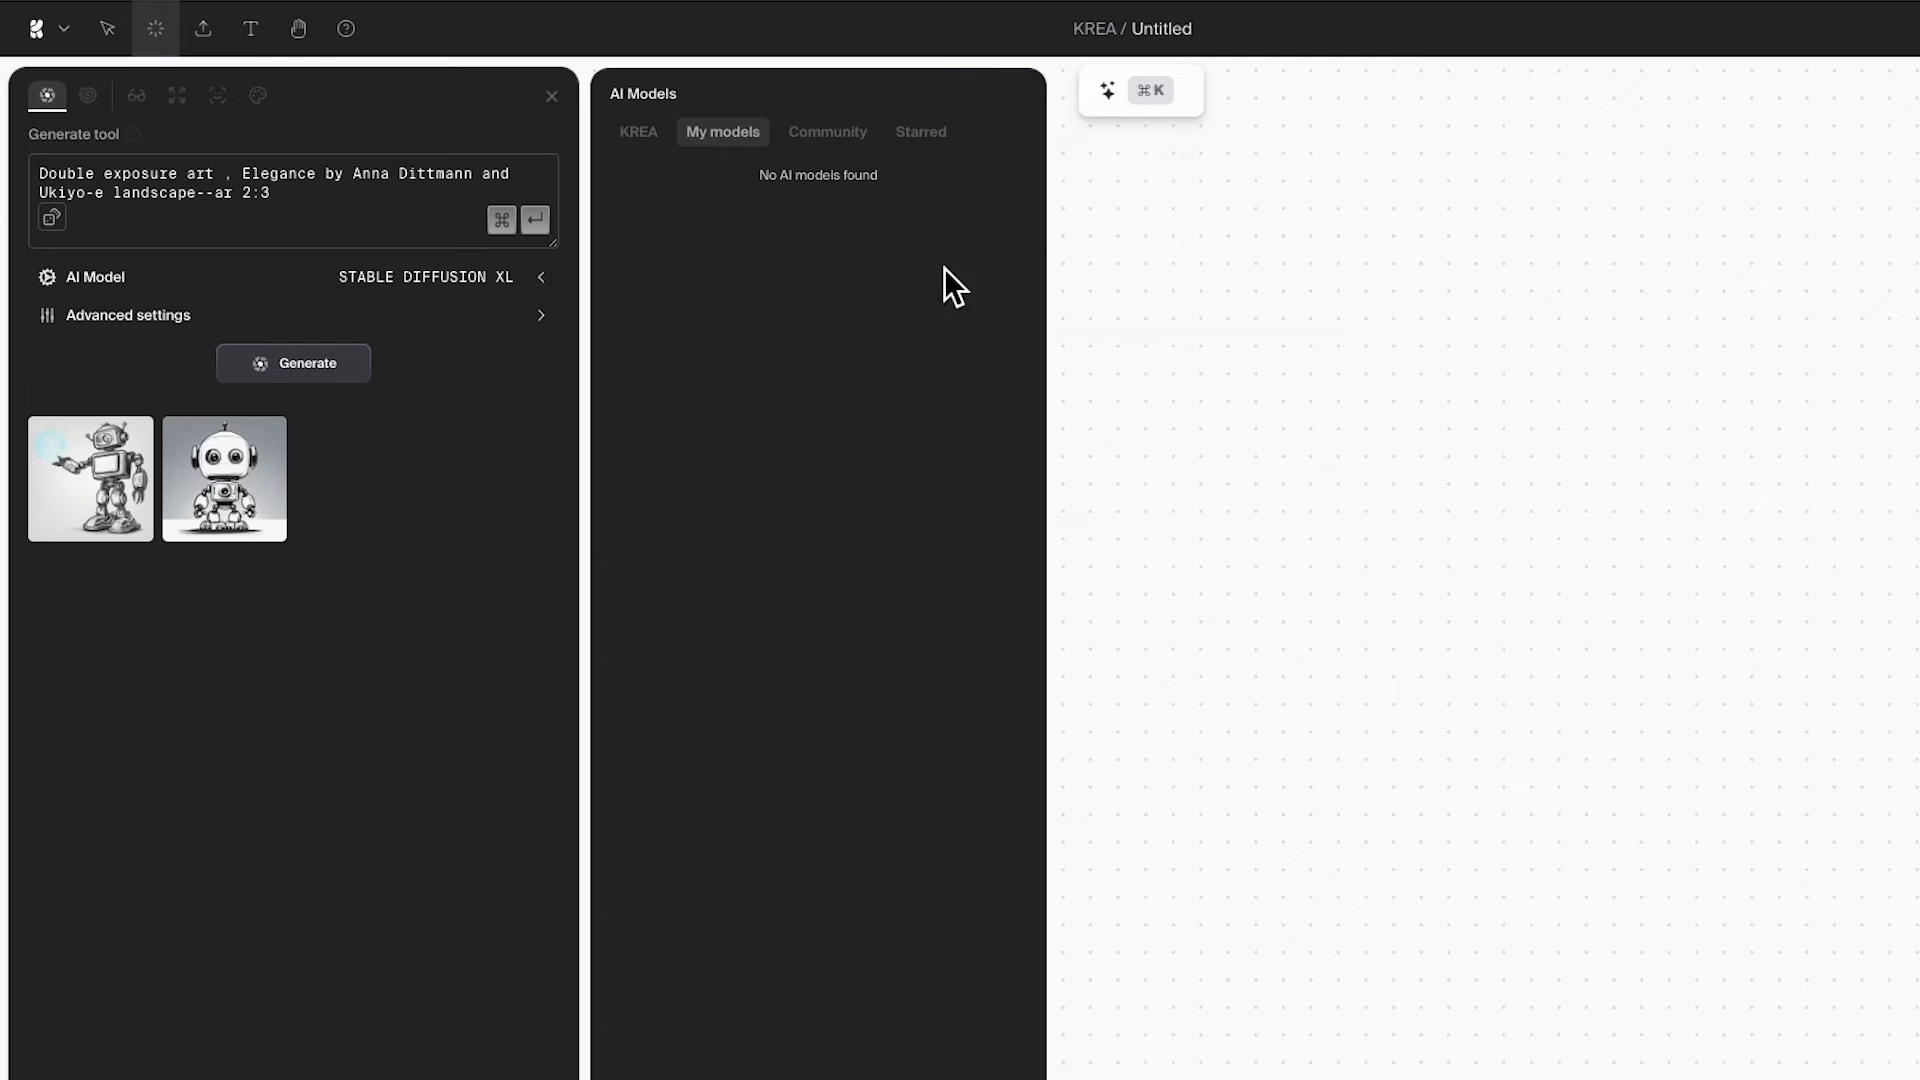 KREA / Untitled
Generate tool
Double exposure art , Elegance by Anna Dittmann and
Ukiyo-e landscape--ar 2:3
AI Model
STABLE DIFFUSION XL
Advanced settings
Generate
AI Models
KREA
My models
Community
Starred
No AI models found
⌘ K